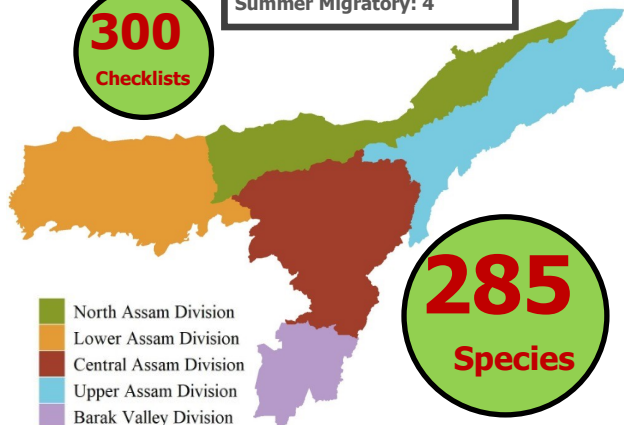 Summer Migratory: 4
300
Checklists
285
Species
North Assam Division
Lower Assam Division
Central Assam Division
Upper Assam Division
Barak Valley Division